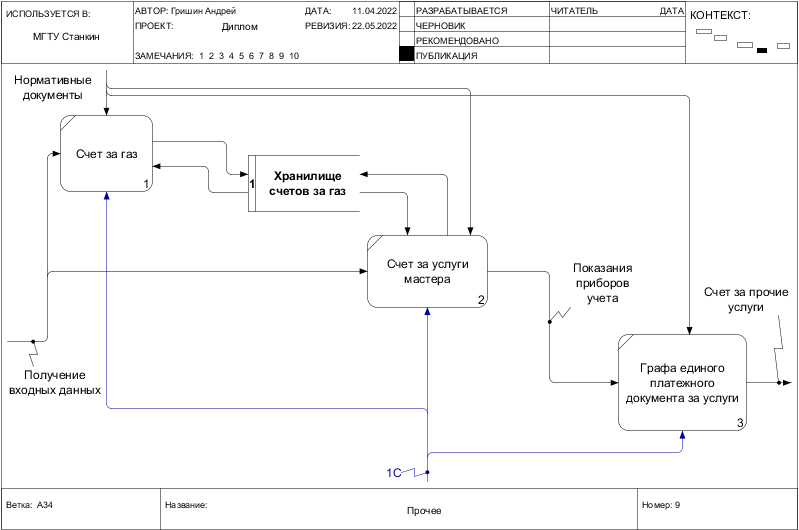 ИСПОЛЬЗУЕТСЯ В:
МГТУ Станкин
АВТОР: Гришин Андрей
ДАТА: 11.04.2022
ПРОЕКТ: Диплом
РЕВИЗИЯ: 22.05.2022
ЗАМЕЧАНИЯ: 1 2 3 4 5 6 7 8 9 10
РАЗРАБАТЫВАЕТСЯ
ЧЕРНОВИК
РЕКОМЕНДОВАНО
ПУБЛИКАЦИЯ
ЧИТАТЕЛЬ ДАТА
КОНТЕКСТ:
Нормативные
документы
Счет за газ
1
1
Хранилище
счетов за газ
Счет за услуги
мастера
2
Показания
приборов
учета
Счет за прочие
услуги
Графа единого
платежного
документа за услуги
3
Получение
входных данных
1С
Ветка: А34
Название:
Прочее
Номер: 9